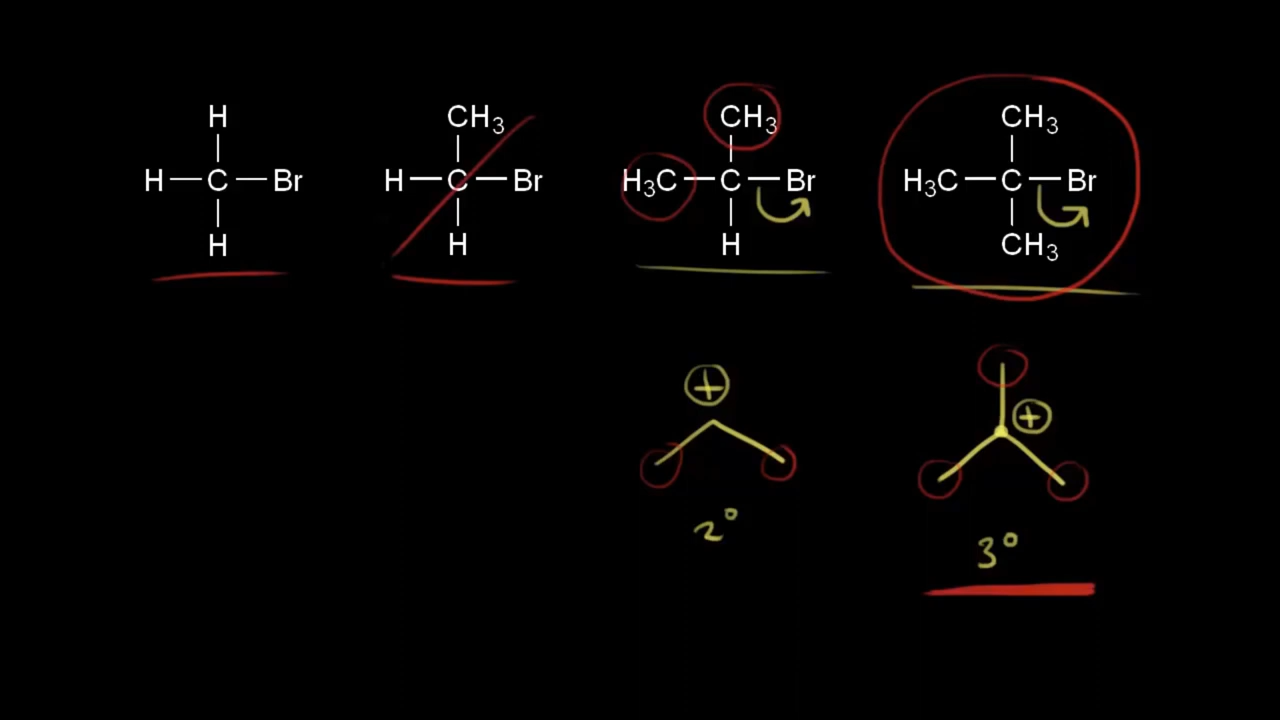 H CH₃ CH₃ CH₃
H—C—Br H—C—Br H₃C—C—Br H₃C—C—Br
H H H CH₃
+ +
2° 3°